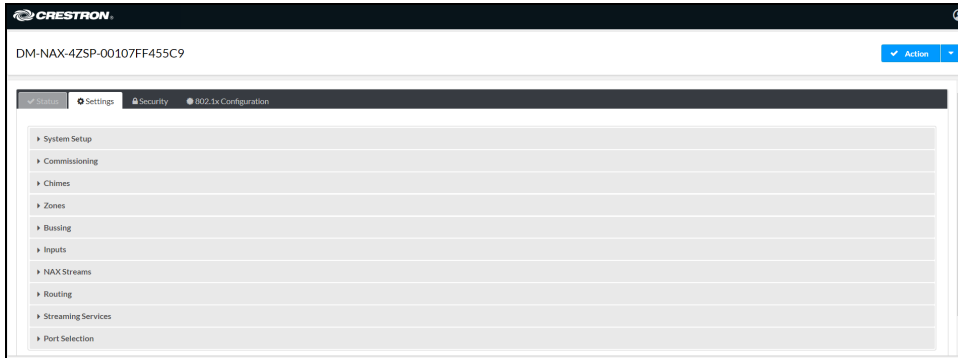 CRESTRON®
DM-NAX-4ZSP-00107FF455C9
Action
Status Settings Security 802.1x Configuration
System Setup
Commissioning
Chimes
Zones
Bussing
Inputs
NAX Streams
Routing
Streaming Services
Port Selection